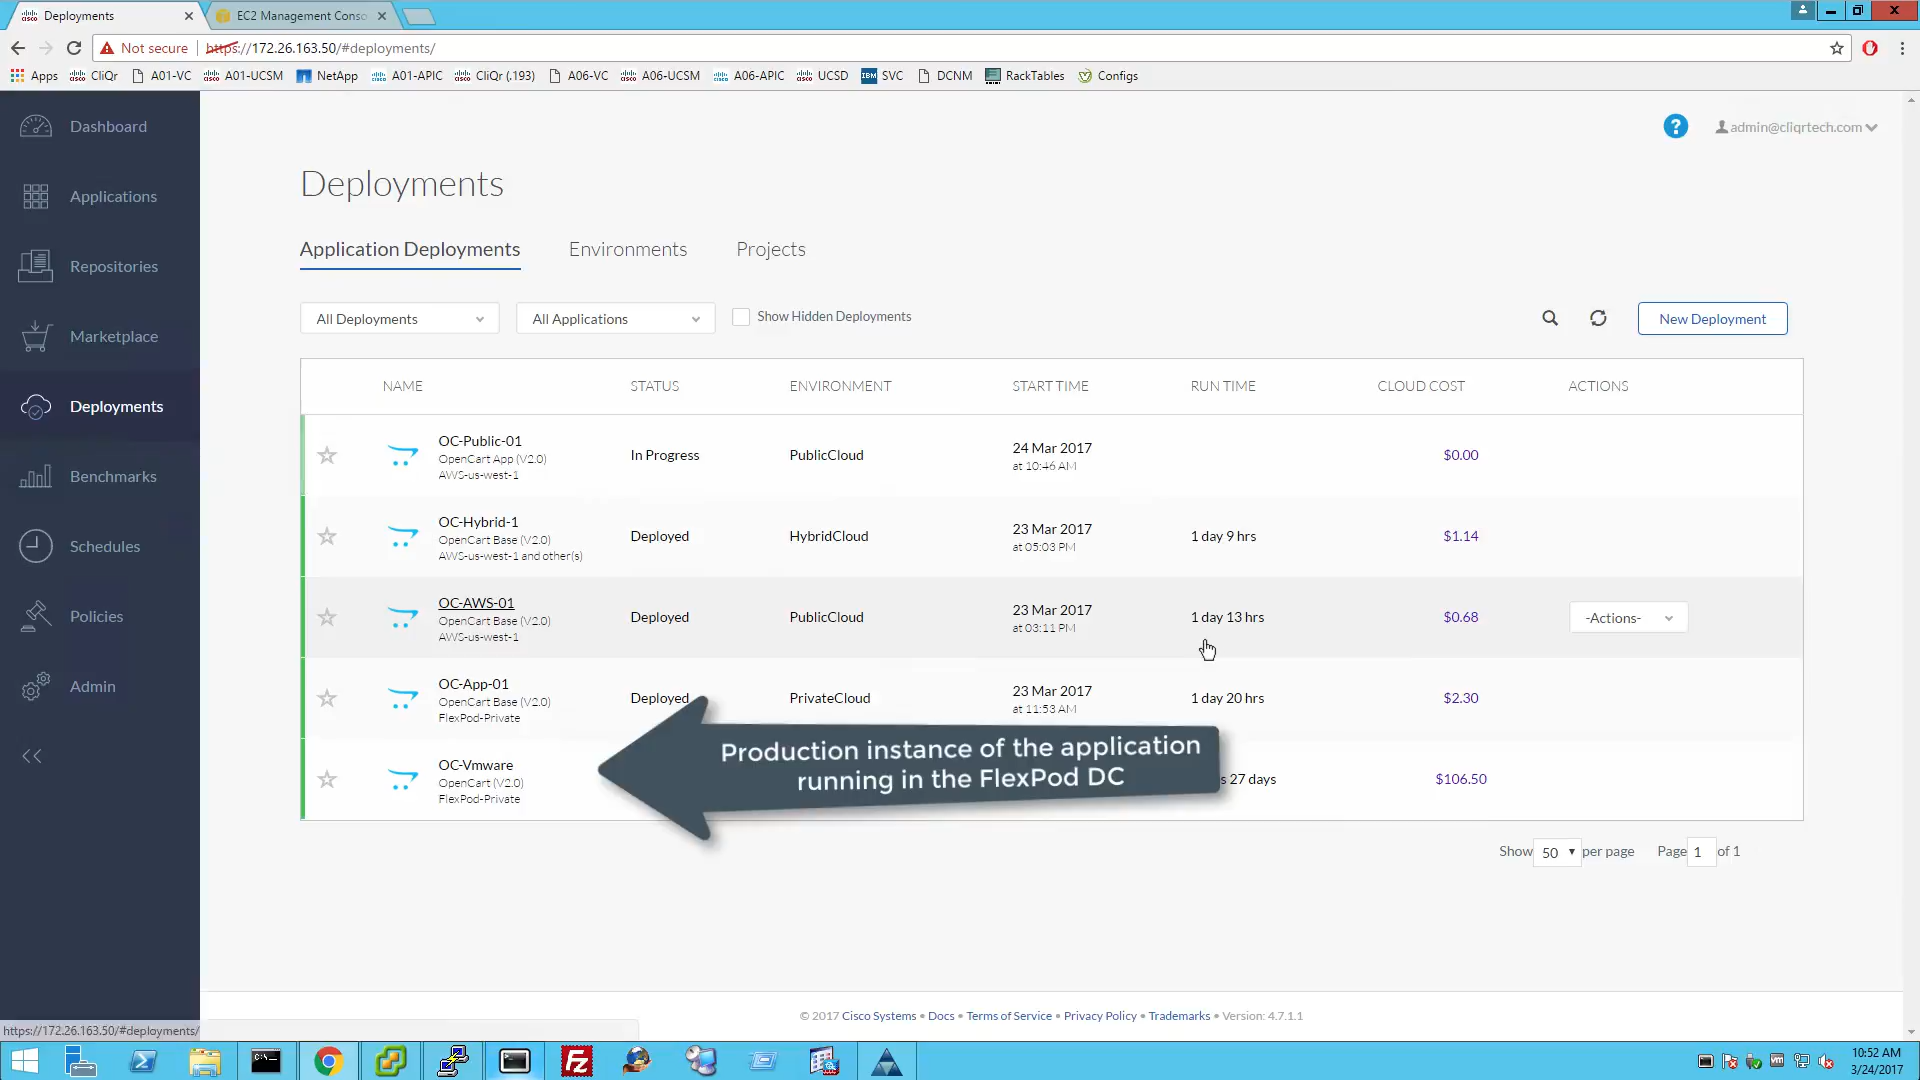 Deployments
EC2 Management Conso
Not secure
https://172.26.163.50/#deployments/
Apps CliQr A01-VC A01-UCSM NetApp A01-APIC CliQr (.193) A06-VC A06-UCSM A06-APIC UCSD SVC DCNM RackTables Configs
Dashboard
Applications
Repositories
Marketplace
Deployments
Benchmarks
Schedules
Policies
Admin
?
admin@cliqrtech.com
Deployments
Application Deployments Environments Projects
All Deployments All Applications Show Hidden Deployments New Deployment
NAME STATUS ENVIRONMENT START TIME RUN TIME CLOUD COST ACTIONS
OC-Public-01
OpenCart App (V2.0)
AWS-us-west-1
In Progress PublicCloud
24 Mar 2017
at 10:46 AM
$0.00
OC-Hybrid-1
OpenCart Base (V2.0)
AWS-us-west-1 and other(s)
Deployed HybridCloud
23 Mar 2017
at 05:03 PM
1 day 9 hrs $1.14
OC-AWS-01
OpenCart Base (V2.0)
AWS-us-west-1
Deployed PublicCloud
23 Mar 2017
at 03:11 PM
1 day 13 hrs $0.68 -Actions-
OC-App-01
OpenCart Base (V2.0)
FlexPod-Private
Deployed PrivateCloud
23 Mar 2017
at 11:53 AM
1 day 20 hrs $2.30
OC-Vmware
OpenCart (V2.0)
FlexPod-Private
Production instance of the application
running in the FlexPod DC
27 days $106.50
Show 50 per page Page 1 of 1
© 2017 Cisco Systems • Docs • Terms of Service • Privacy Policy • Trademarks • Version: 4.7.1.1
https://172.26.163.50/#deployments/
10:52 AM
3/24/2017